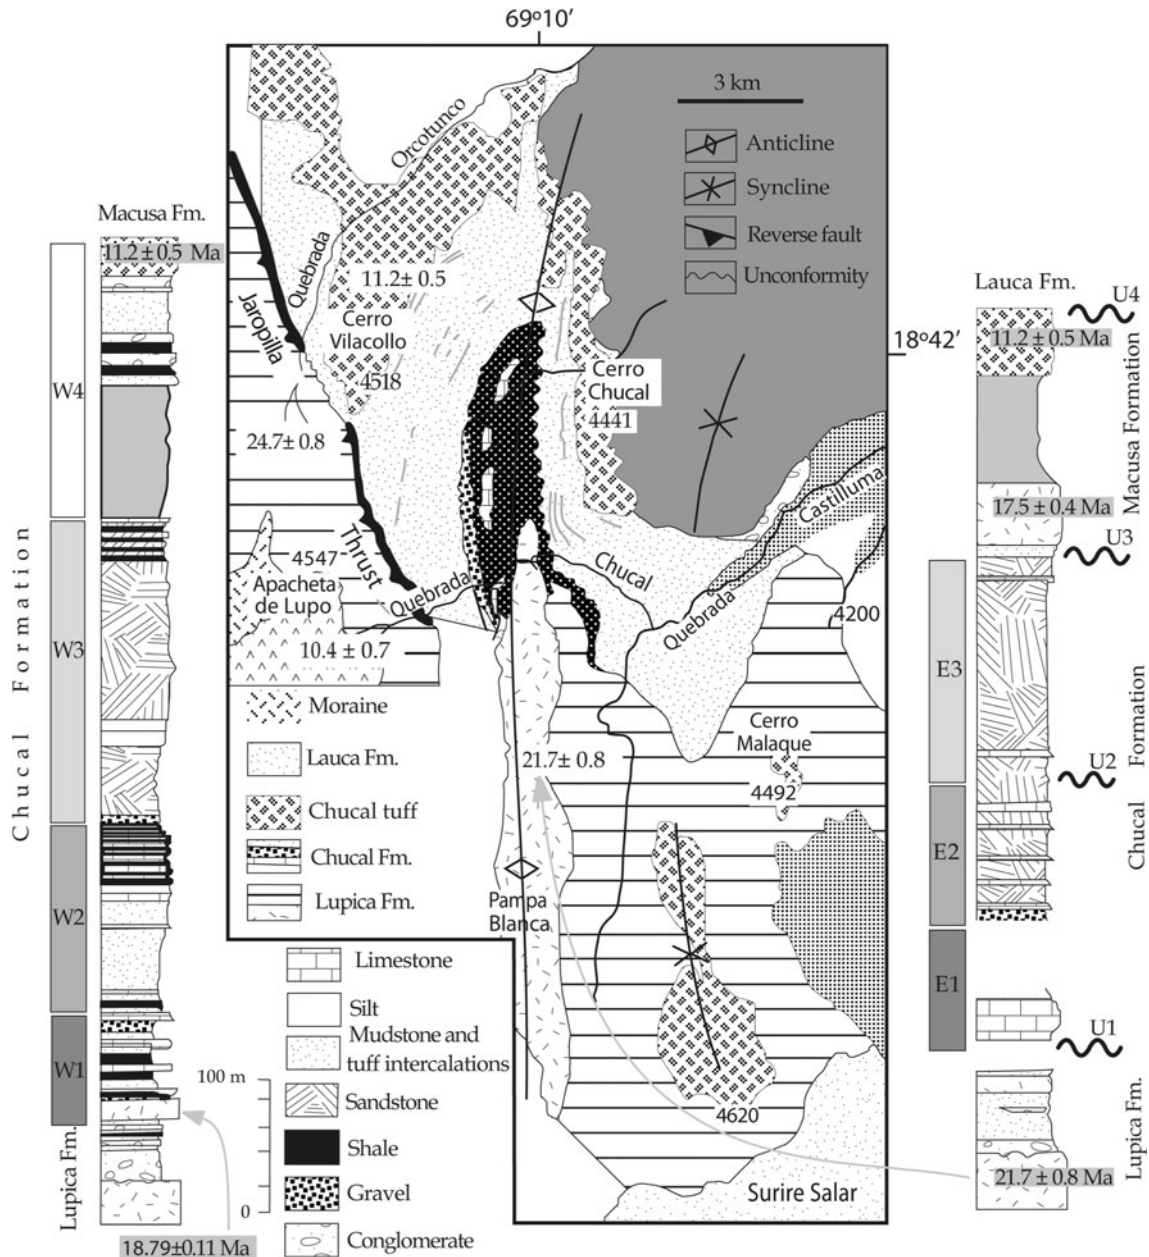 69º10′
3 km
Anticline
Syncline
Reverse fault
Unconformity
18º42′
Macusa Fm.
11.2 ± 0.5 Ma
W4
W3
W2
W1
Chucal Formation
Lupica Fm.
100 m
0
18.79±0.11 Ma
Orcotunco
Quebrada
Jaropilla
Thrust
11.2± 0.5
Cerro
Vilacollo
4518
24.7± 0.8
Cerro
Chucal
4441
4547
Apacheta
de Lupo
Quebrada
Chucal
10.4 ± 0.7
Castilluma
Quebrada
4200
Cerro
Malaque
4492
21.7± 0.8
Pampa
Blanca
4620
Surire Salar
Moraine
Lauca Fm.
Chucal tuff
Chucal Fm.
Lupica Fm.
Limestone
Silt
Mudstone and
tuff intercalations
Sandstone
Shale
Gravel
Conglomerate
Lauca Fm.
U4
11.2 ± 0.5 Ma
Macusa Formation
17.5 ± 0.4 Ma
U3
E3
U2
E2
Chucal Formation
E1
U1
Lupica Fm.
21.7 ± 0.8 Ma